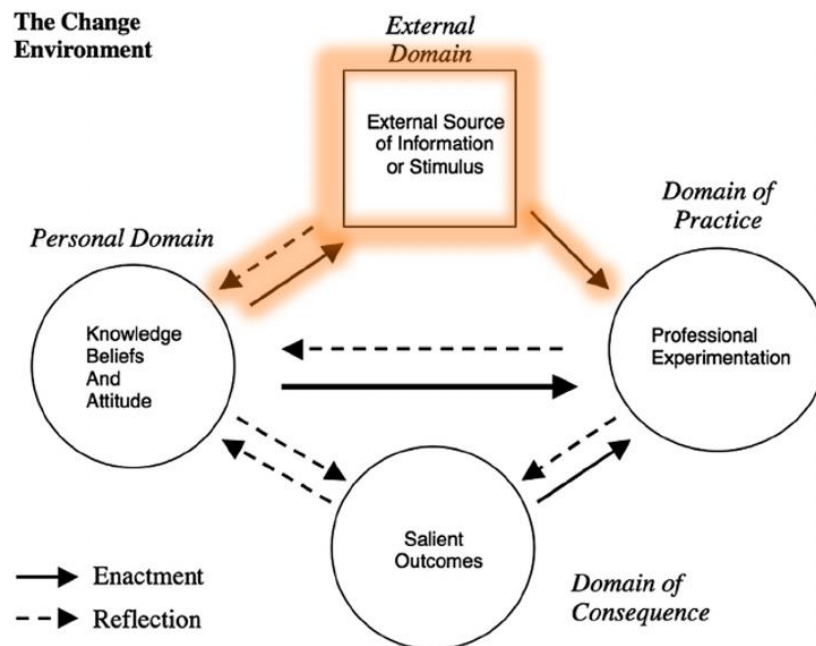 The Change
Environment
External
Domain
External Source
of Information
or Stimulus
Domain of
Practice
Personal Domain
Knowledge
Beliefs
And
Attitude
Professional
Experimentation
Salient
Outcomes
Enactment
Reflection
Domain of
Consequence